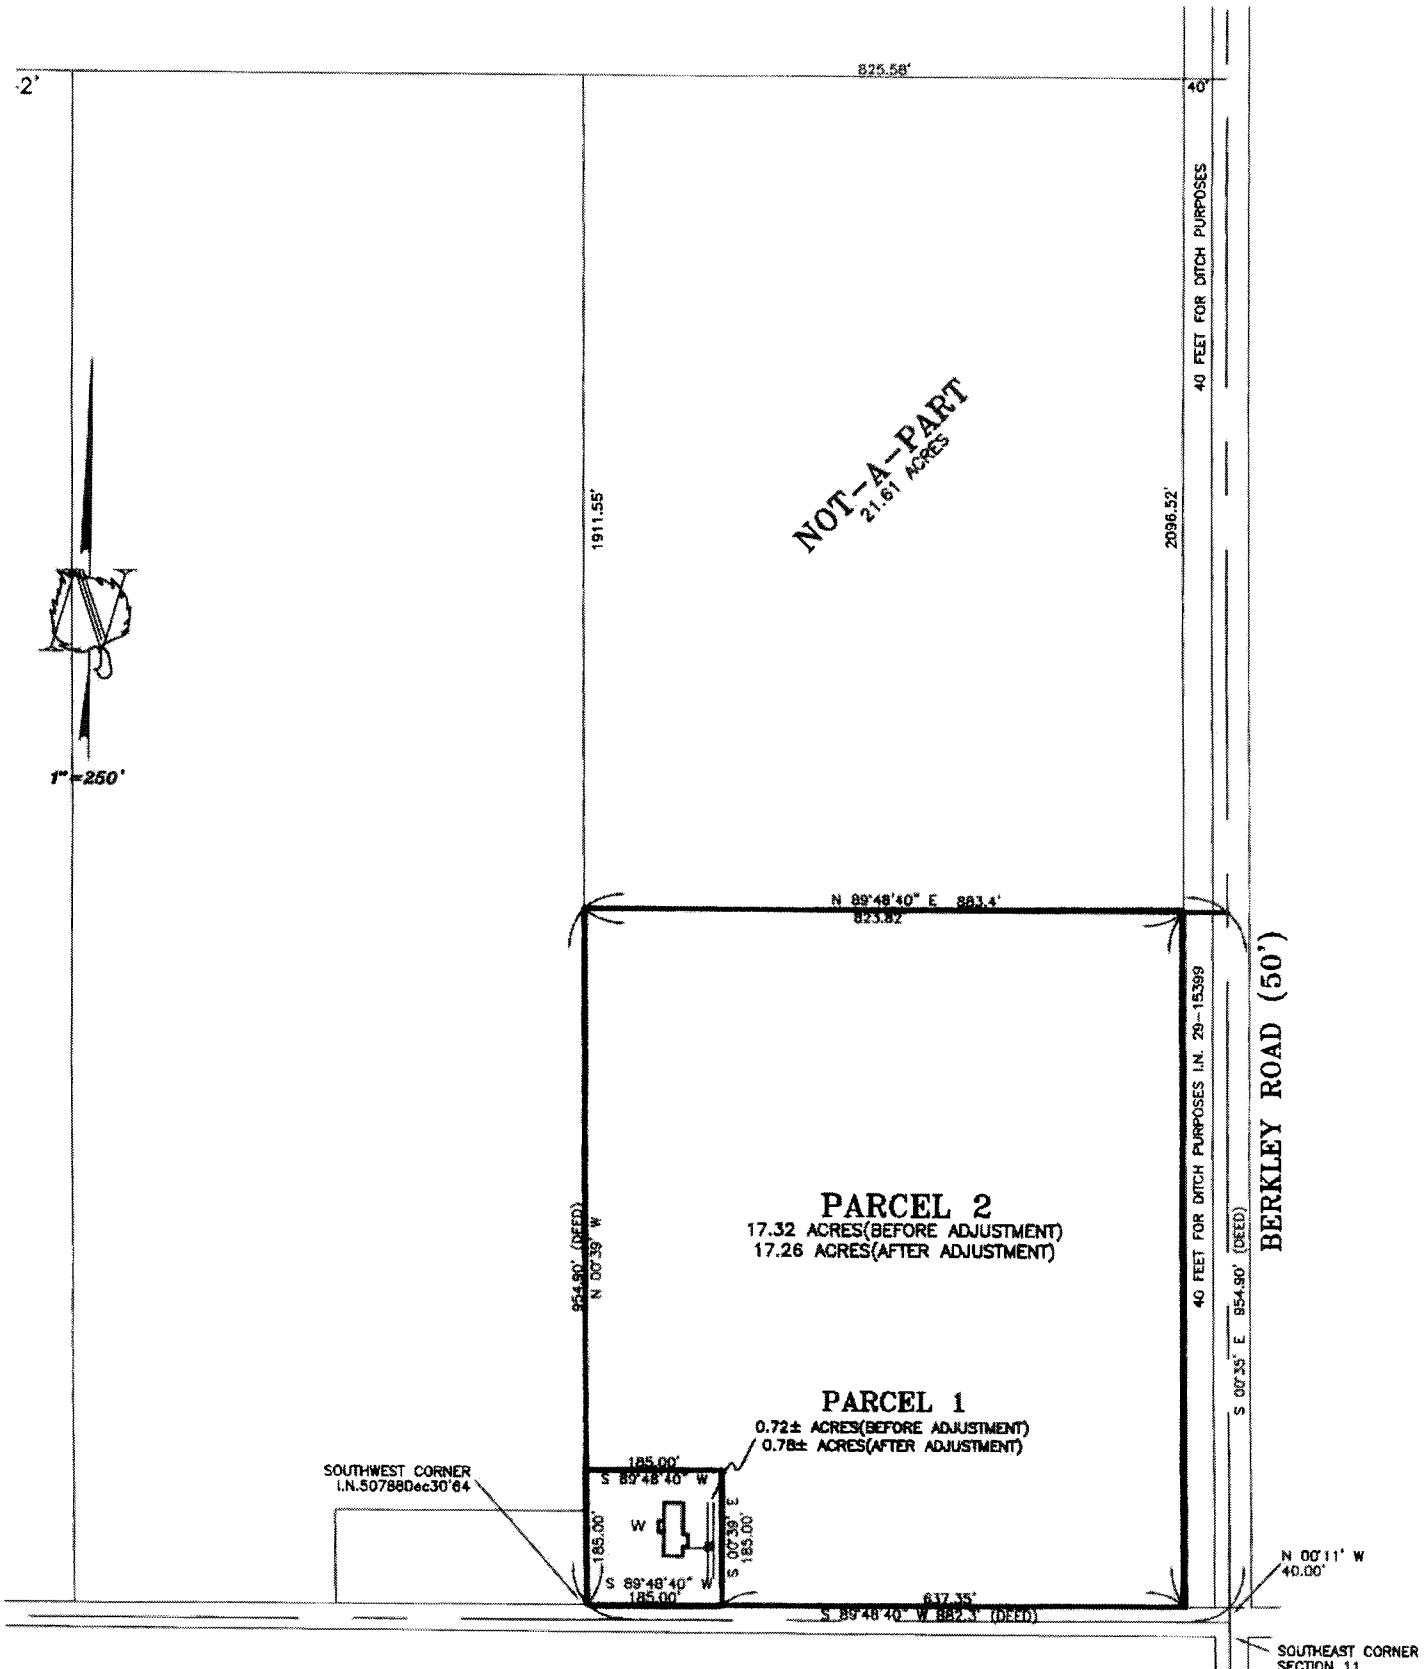 825.58'
-2'
40'
40 FEET FOR DITCH PURPOSES
NOT-A-PART
21.61 ACRES
1911.55'
2096.52'
1"=250'
N 89°48'40" E 883.4'
823.82
BERKLEY ROAD (50')
40 FEET FOR DITCH PURPOSES I.N. 29-15399
PARCEL 2
17.32 ACRES(BEFORE ADJUSTMENT)
17.26 ACRES(AFTER ADJUSTMENT)
954.90' (DEED)
N 00°39' W
S 00°35' E 954.90' (DEED)
PARCEL 1
0.72± ACRES(BEFORE ADJUSTMENT)
0.78± ACRES(AFTER ADJUSTMENT)
SOUTHWEST CORNER
I.N.50788Dec30'64
185.00'
S 89°48'40" W
W
185.00'
S 00°39' E
185.00'
S 89°48'40" W
185.00'
637.35'
S 89°48'40" W 882.3' (DEED)
N 00°11' W
40.00'
SOUTHEAST CORNER
SECTION 11